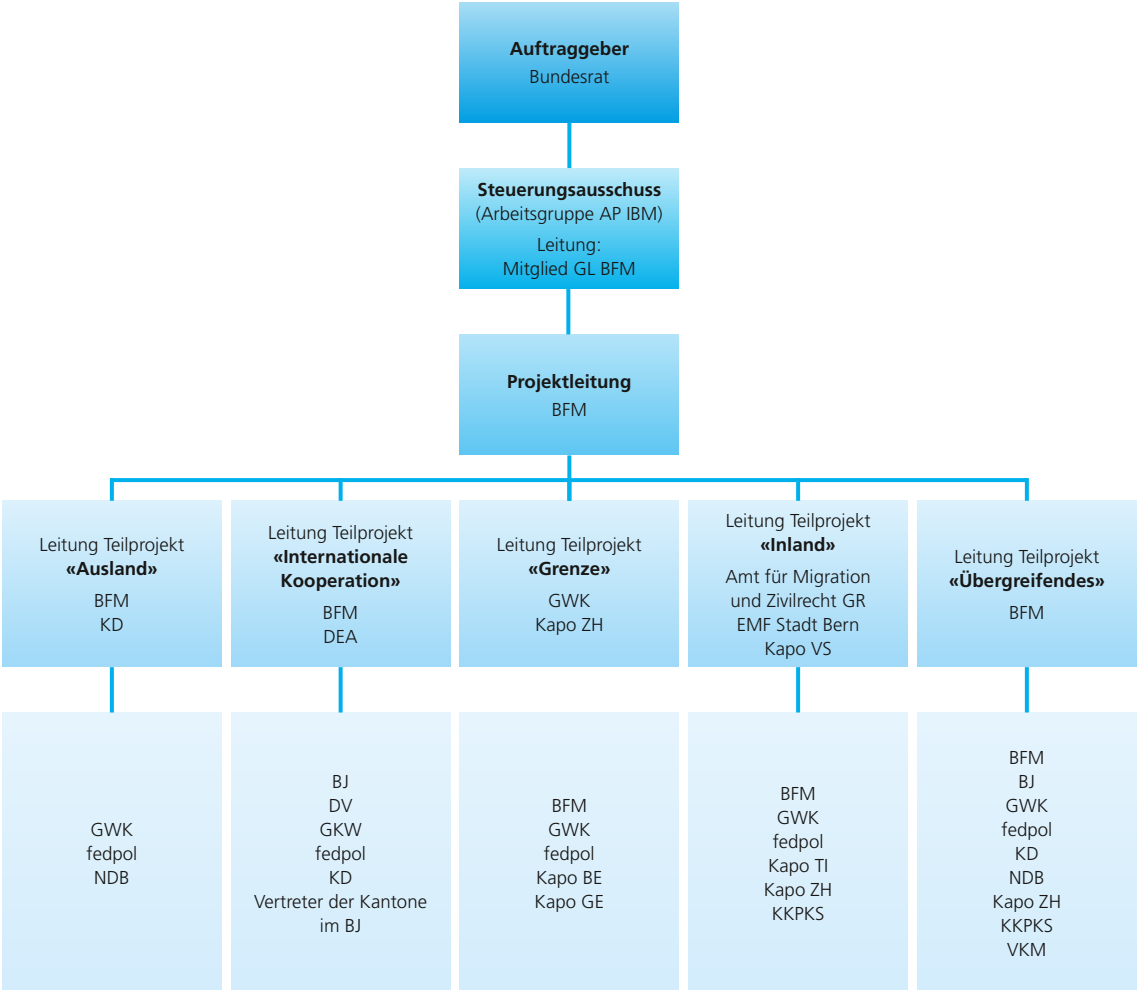 Auftraggeber
Bundesrat
Steuerungsausschuss
(Arbeitsgruppe AP IBM)
Leitung:
Mitglied GL BFM
Projektleitung
BFM
Leitung Teilprojekt
«Ausland»
BFM
KD
Leitung Teilprojekt
«Internationale
Kooperation»
BFM
DEA
Leitung Teilprojekt
«Grenze»
GWK
Kapo ZH
Leitung Teilprojekt
«Inland»
Amt für Migration
und Zivilrecht GR
EMF Stadt Bern
Kapo VS
Leitung Teilprojekt
«Übergreifendes»
BFM
GWK
fedpol
NDB
BJ
DV
GKW
fedpol
KD
Vertreter der Kantone
im BJ
BFM
GWK
fedpol
Kapo BE
Kapo GE
BFM
GWK
fedpol
Kapo TI
Kapo ZH
KKPKS
BFM
BJ
GWK
fedpol
KD
NDB
Kapo ZH
KKPKS
VKM